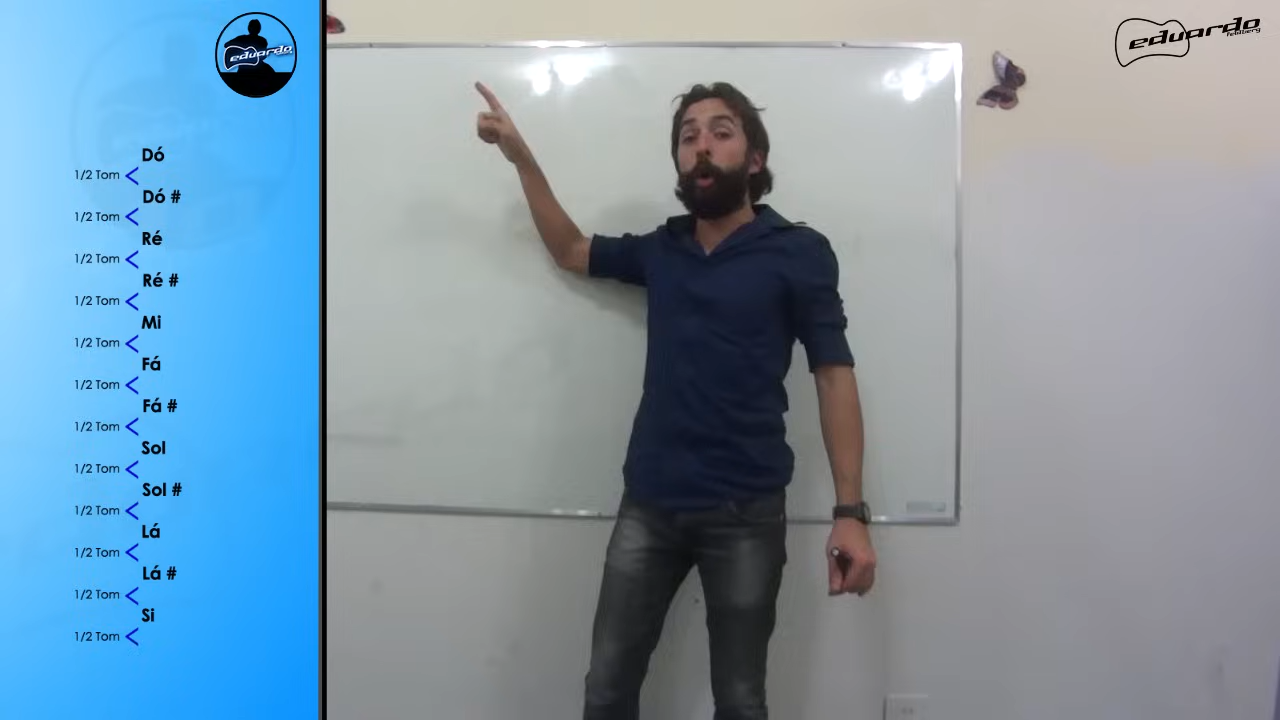 eduardo
Dó
1/2 Tom <
Dó #
1/2 Tom <
Ré
1/2 Tom <
Ré #
1/2 Tom <
Mi
1/2 Tom <
Fá
1/2 Tom <
Fá #
1/2 Tom <
Sol
1/2 Tom <
Sol #
1/2 Tom <
Lá
1/2 Tom <
Lá #
1/2 Tom <
Si
1/2 Tom <
eduardo
feldberg